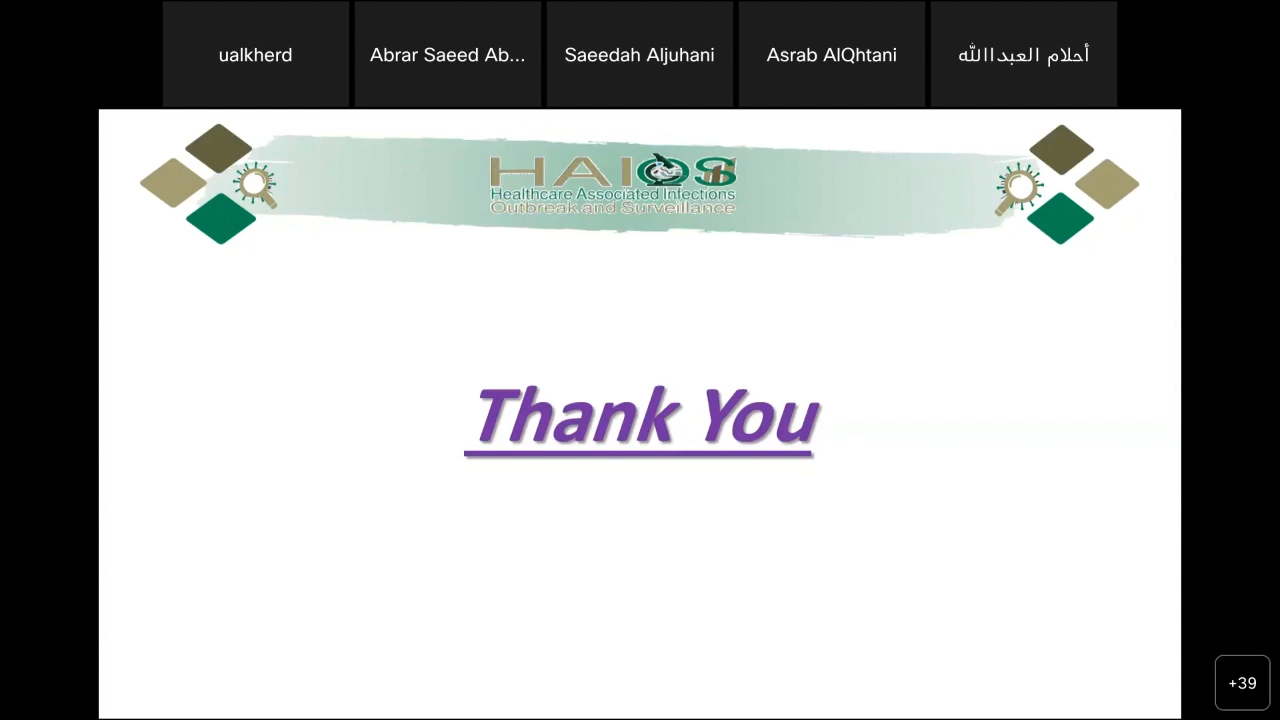 ualkherd
Abrar Saeed Ab...
Saeedah Aljuhani
Asrab AlQhtani
أحلام العبداالله
HAIOS
Healthcare Associated Infections
Outbreak and Surveillance
Thank You
+39